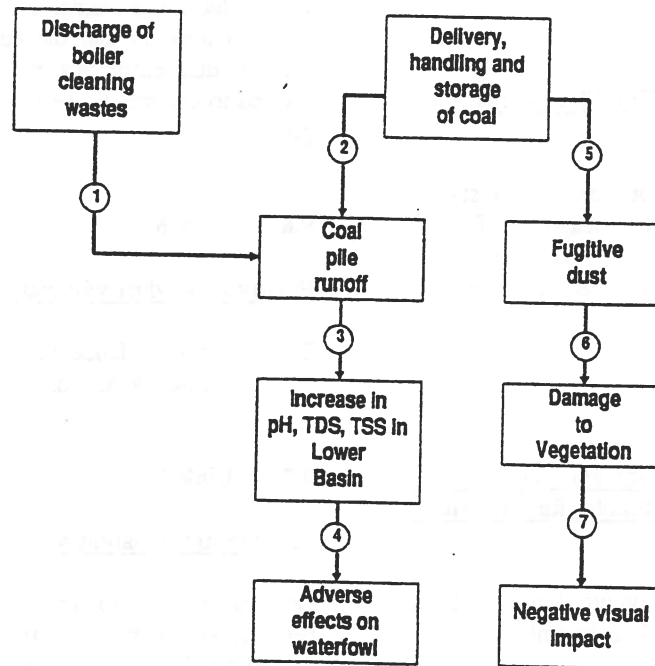 Discharge of
boiler
cleaning
wastes
Delivery,
handling and
storage
of coal
1
2
5
Coal
pile
runoff
Fugitive
dust
3
6
Increase in
pH, TDS, TSS in
Lower
Basin
Damage
to
Vegetation
4
7
Adverse
effects on
waterfowl
Negative visual
impact